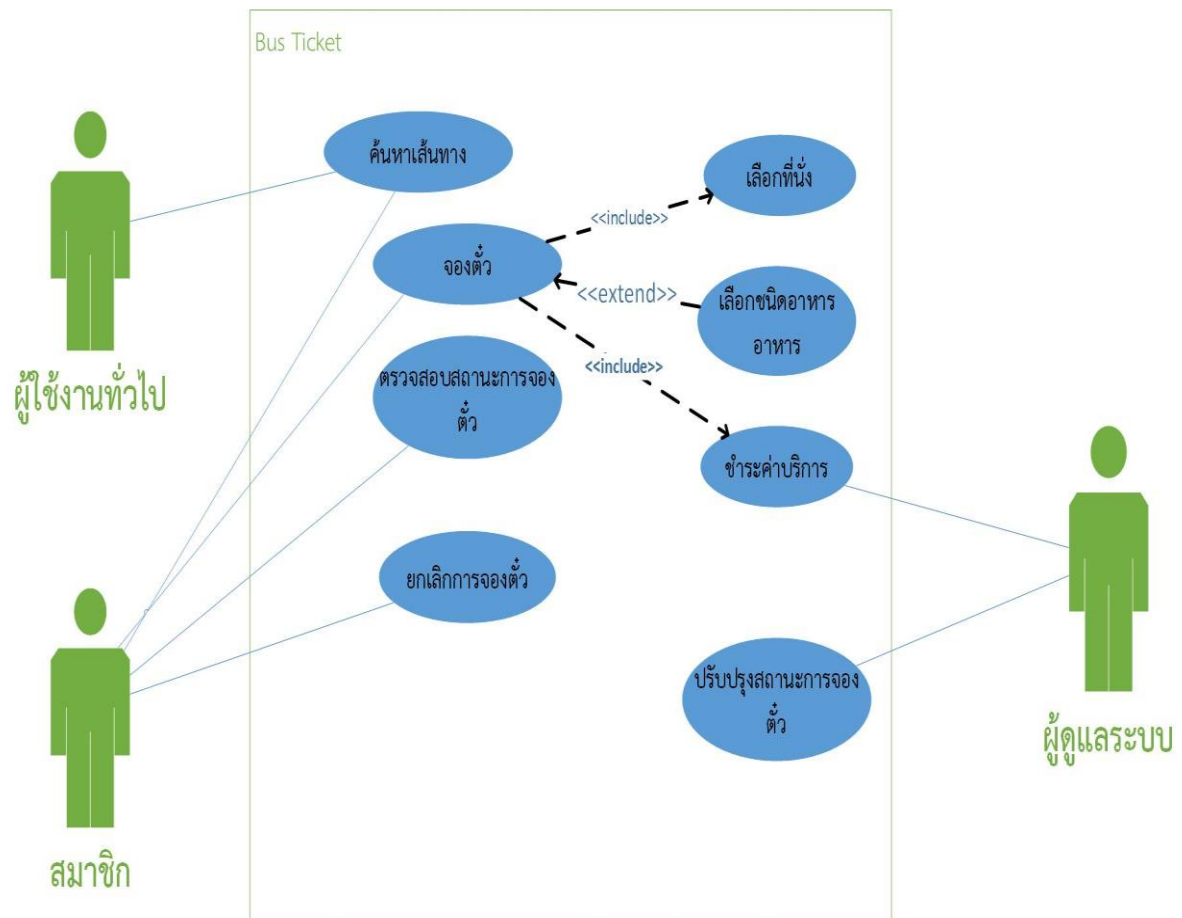 Bus Ticket
ค้นหาเส้นทาง
เลือกที่นั่ง
<<include>>
จองตั๋ว
<<extend>>
เลือกชนิดอาหาร
อาหาร
<<include>>
ผู้ใช้งานทั่วไป
ตรวจสอบสถานะการจอง
ตั๋ว
ชำระค่าบริการ
ยกเลิกการจองตั๋ว
ปรับปรุงสถานะการจอง
ตั๋ว
ผู้ดูแลระบบ
สมาชิก